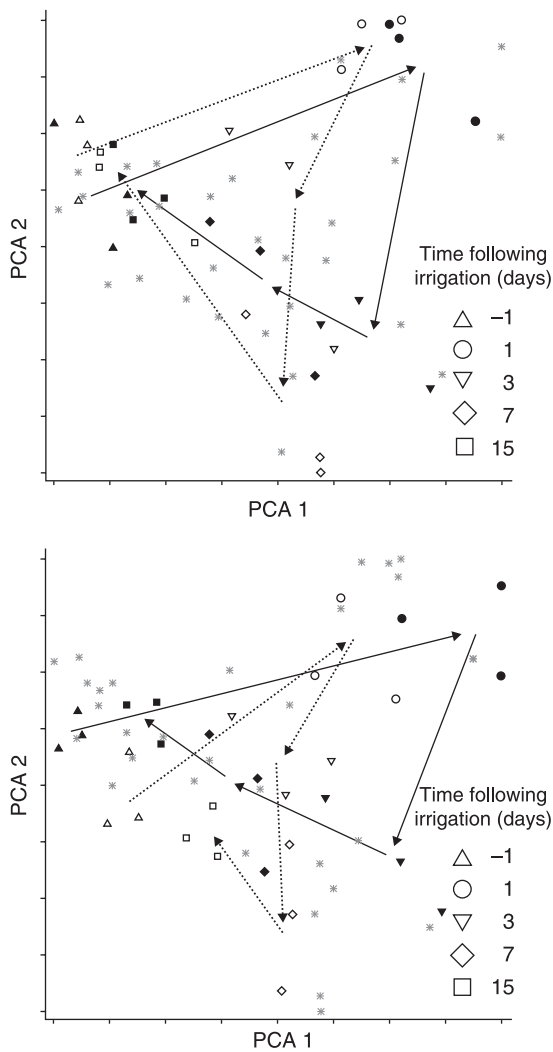 PCA 2
Time following
irrigation (days)
−1
1
3
7
15
PCA 1
PCA 2
Time following
irrigation (days)
−1
1
3
7
15
PCA 1